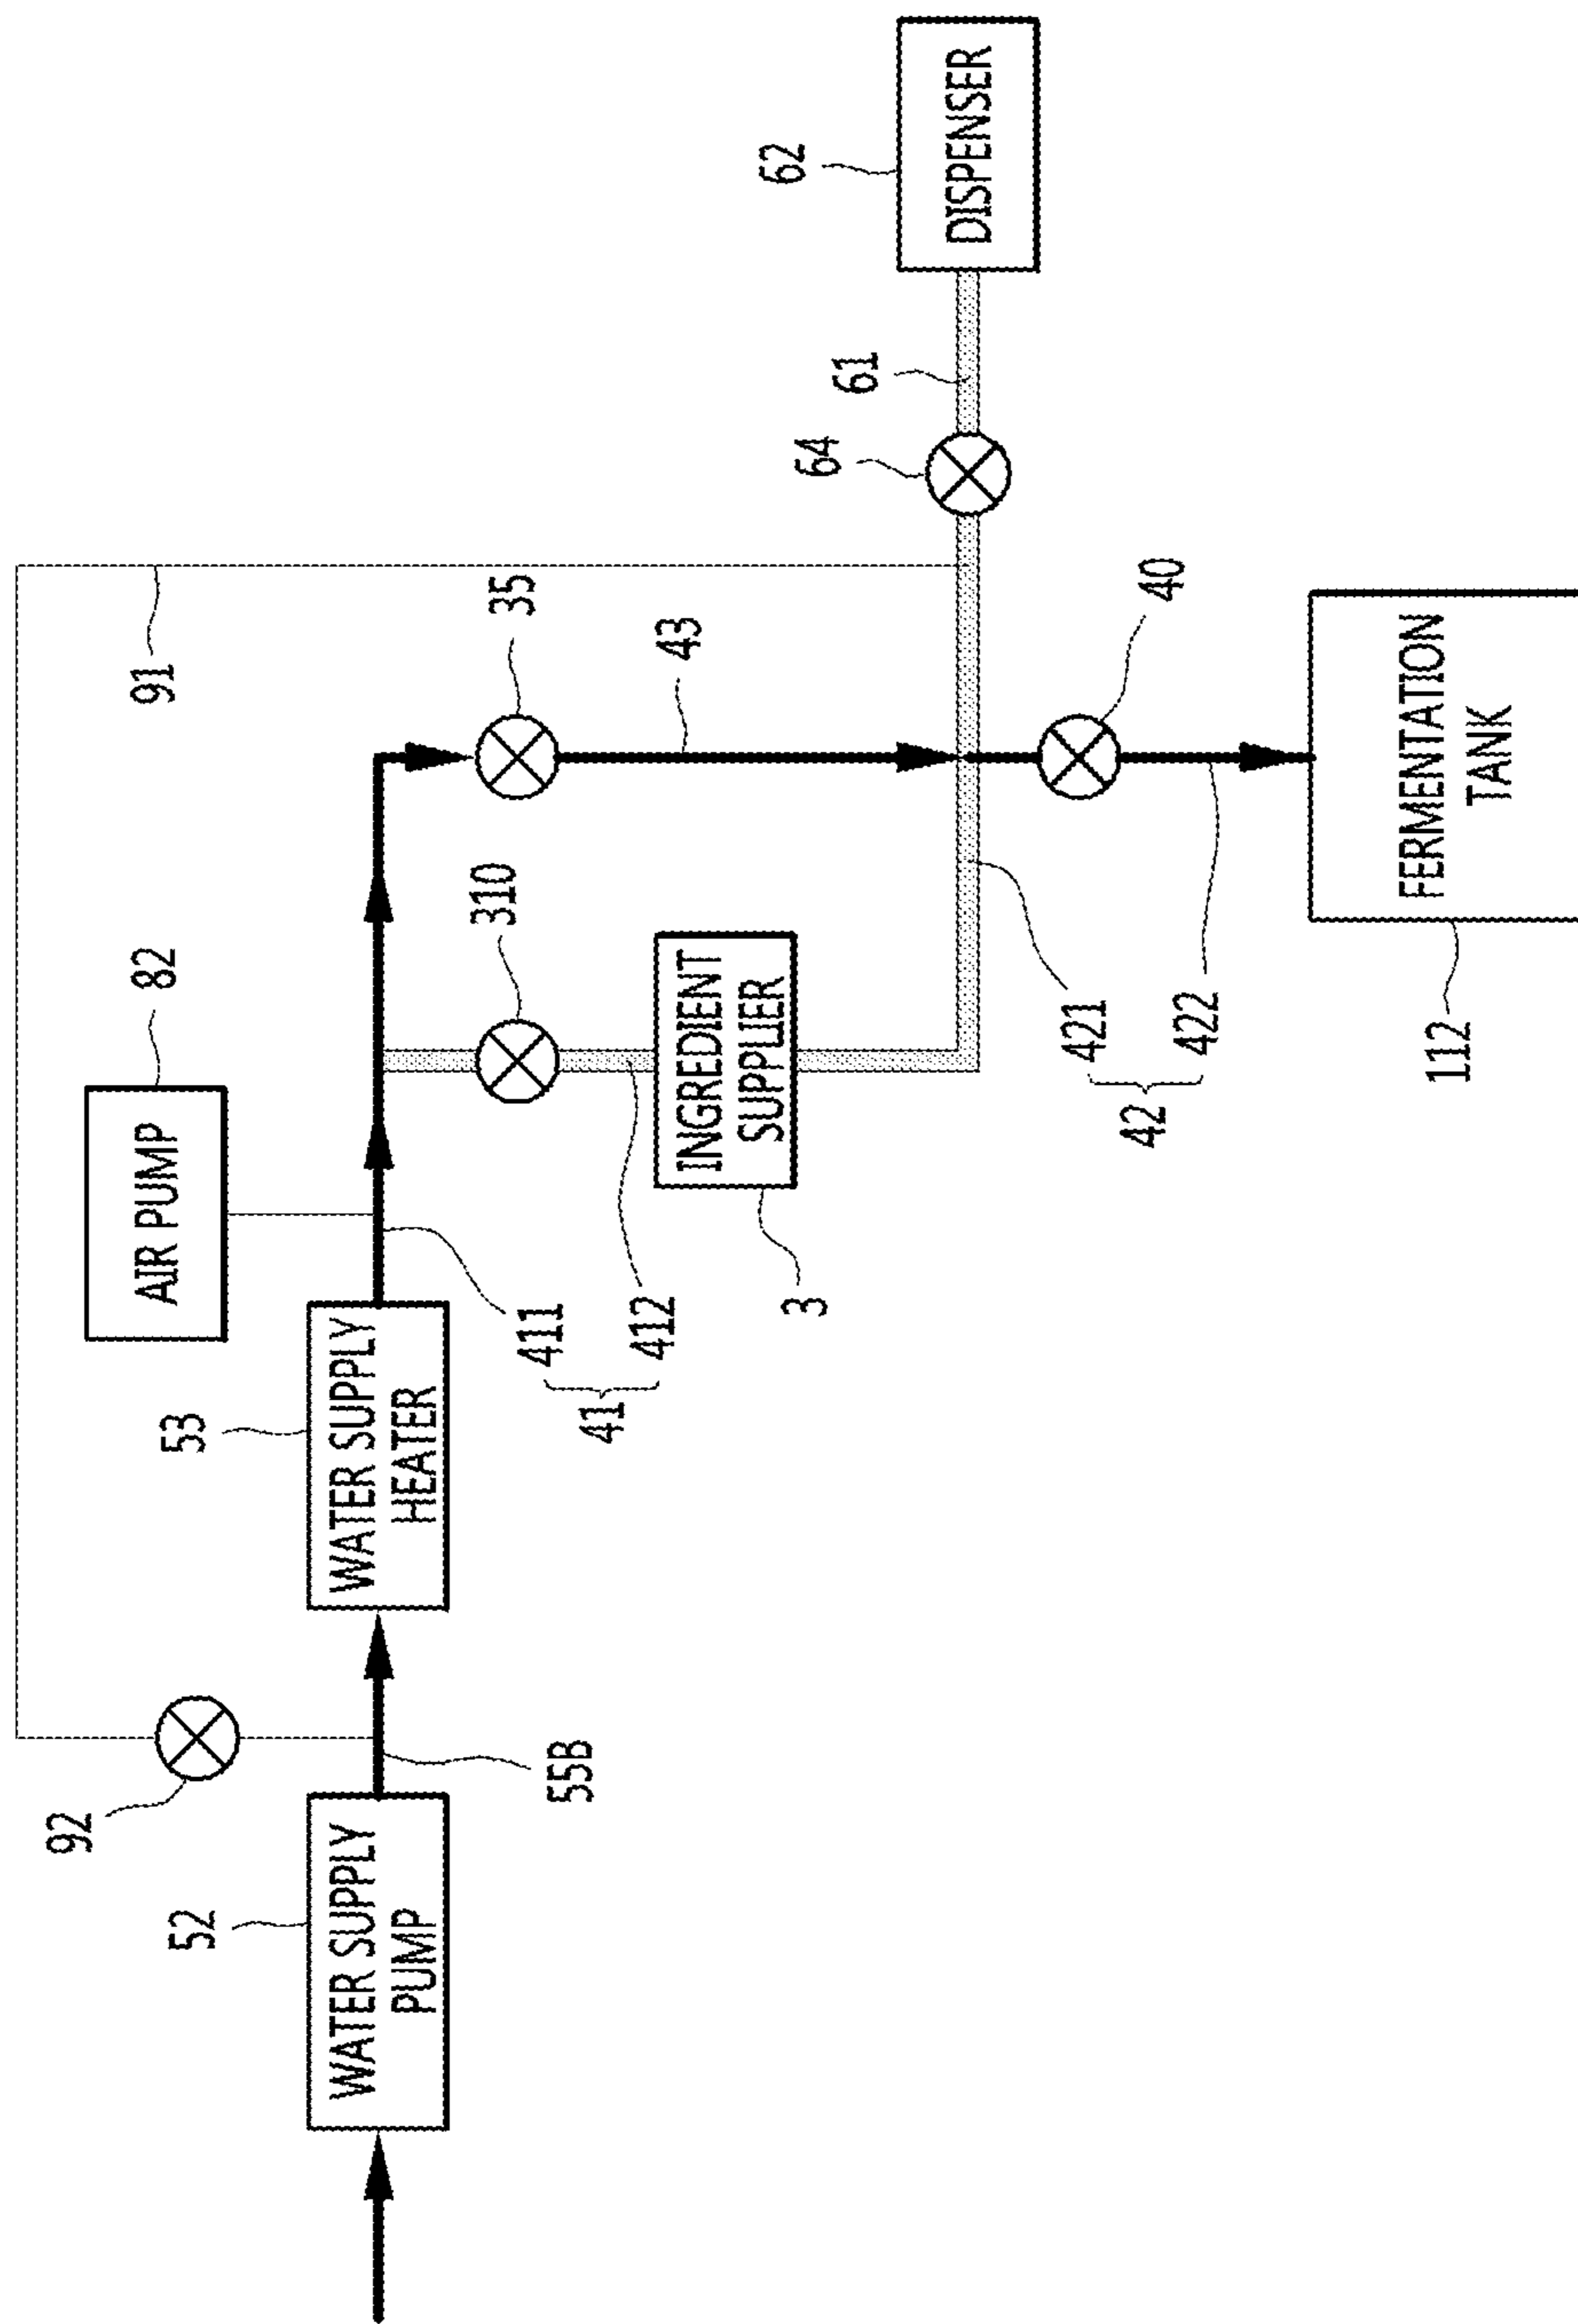 92
91
52
WATER SUPPLY
PUMP
55B
53
WATER SUPPLY
HEATER
82
AIR PUMP
411
412
41
310
35
INGREDIENT
SUPPLIER
3
43
64
61
62
DISPENSER
421
422
42
40
112
FERMENTATION
TANK